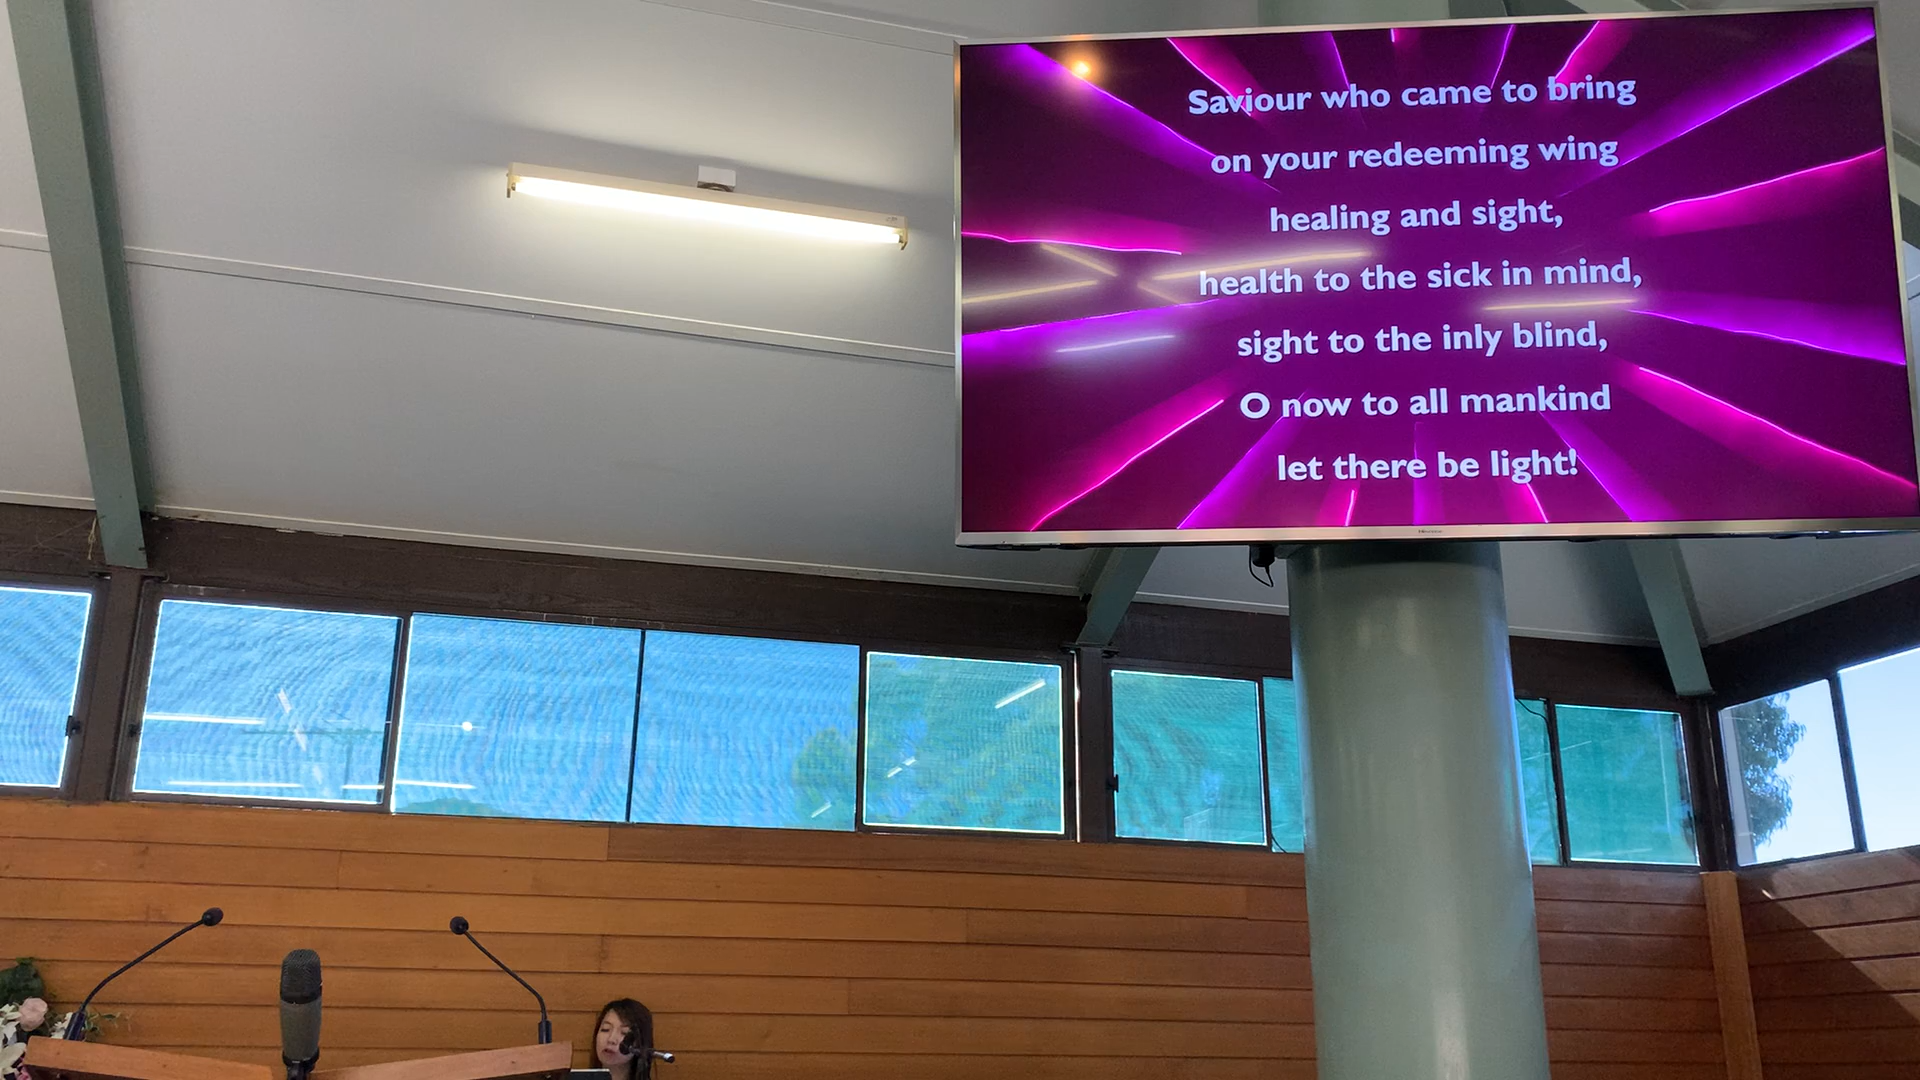 Saviour who came to bring
on your redeeming wing
healing and sight,
health to the sick in mind,
sight to the inly blind,
O now to all mankind
let there be light!